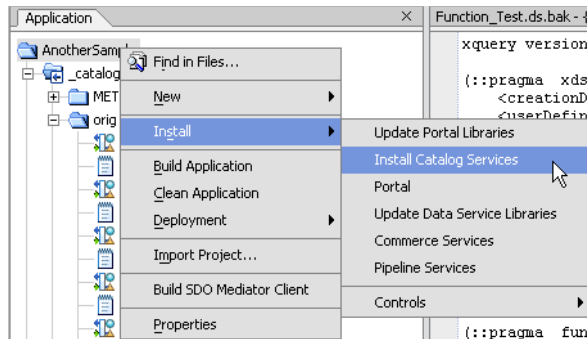 Application
Function_Test.ds.bak -
AnotherSampl
xquery version
_catalog
Find in Files...
(::pragma xds
MET
New
<creationD
orig
<userDefin
Install
Update Portal Libraries
Install Catalog Services
Build Application
Portal
Clean Application
Update Data Service Libraries
Deployment
Commerce Services
Import Project...
Pipeline Services
Build SDO Mediator Client
Controls
Properties
(::pragma fun